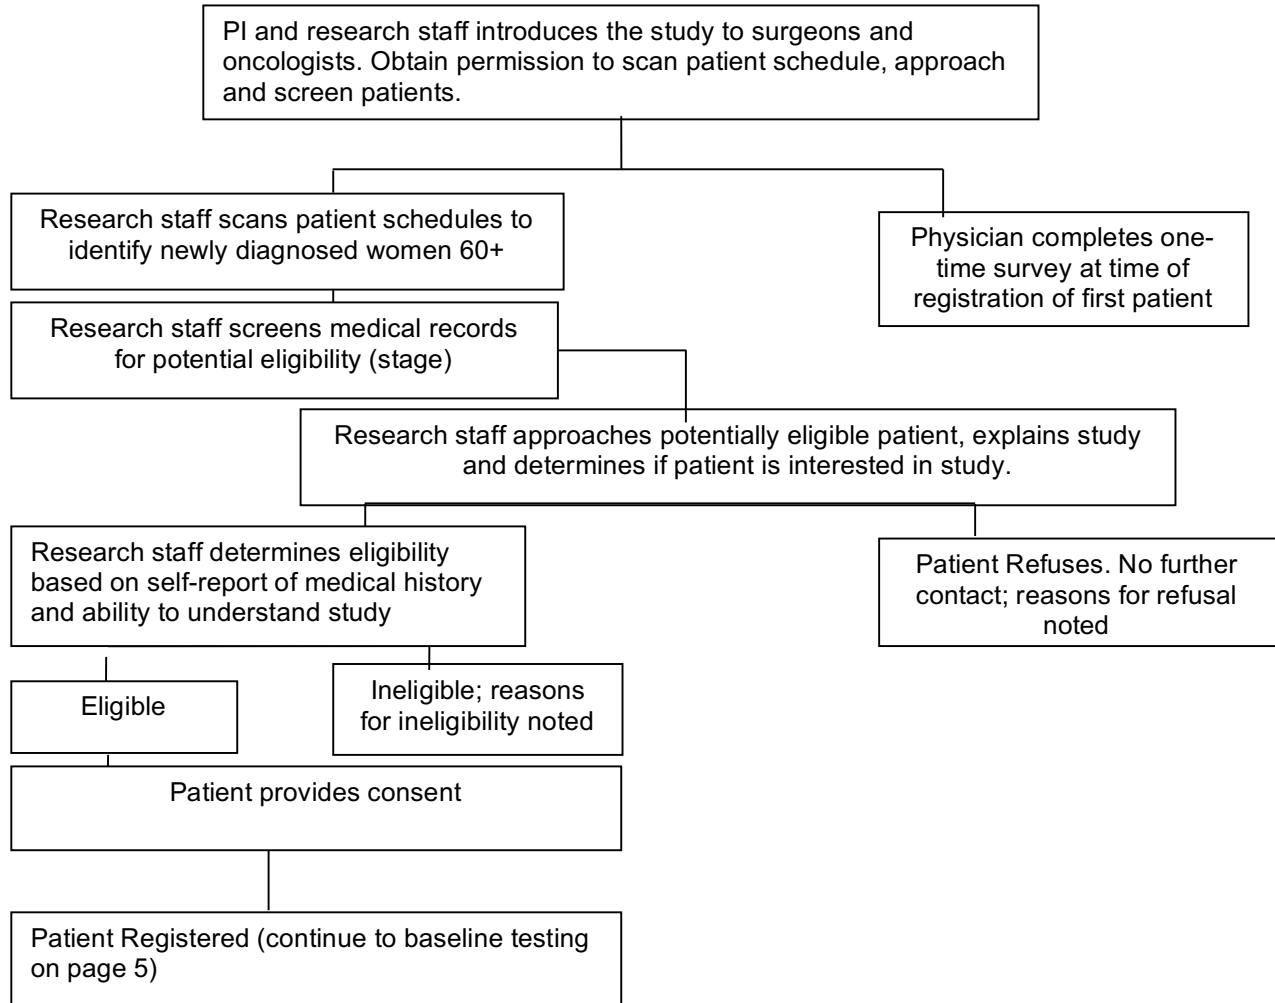 PI and research staff introduces the study to surgeons and
oncologists. Obtain permission to scan patient schedule, approach
and screen patients.
Research staff scans patient schedules to
identify newly diagnosed women 60+
Physician completes one-
time survey at time of
registration of first patient
Research staff screens medical records
for potential eligibility (stage)
Research staff approaches potentially eligible patient, explains study
and determines if patient is interested in study.
Research staff determines eligibility
based on self-report of medical history
and ability to understand study
Patient Refuses. No further
contact; reasons for refusal
noted
Eligible
Ineligible; reasons
for ineligibility noted
Patient provides consent
Patient Registered (continue to baseline testing
on page 5)